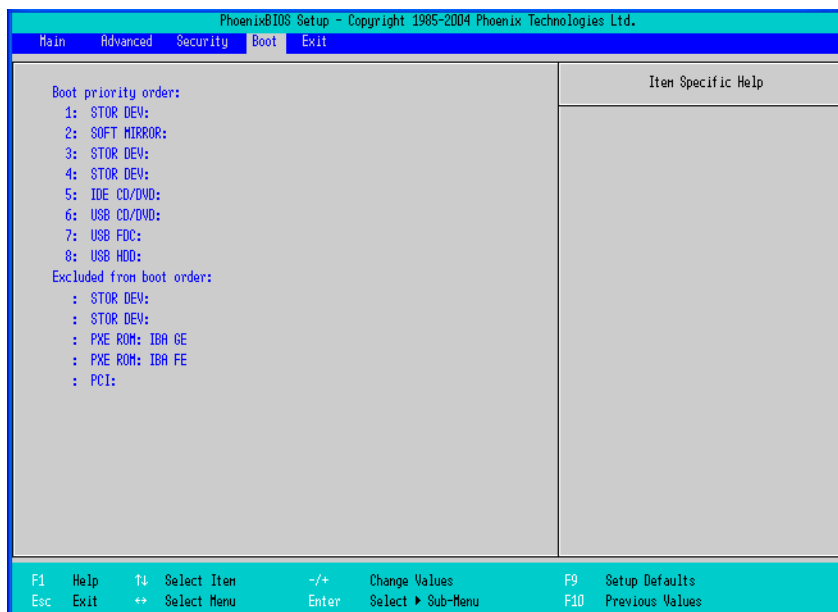 PhoenixBIOS Setup - Copyright 1985-2004 Phoenix Technologies Ltd.
Main Advanced Security Boot Exit
Item Specific Help
Boot priority order:
1: STOR DEV:
2: SOFT MIRROR:
3: STOR DEV:
4: STOR DEV:
5: IDE CD/DVD:
6: USB CD/DVD:
7: USB FDC:
8: USB HDD:
Excluded from boot order:
: STOR DEV:
: STOR DEV:
: PXE ROM: IBA GE
: PXE ROM: IBA FE
: PCI:
F1 Help ↑↓ Select Item -/+ Change Values F9 Setup Defaults
Esc Exit ↔ Select Menu Enter Select ▶ Sub-Menu F10 Previous Values